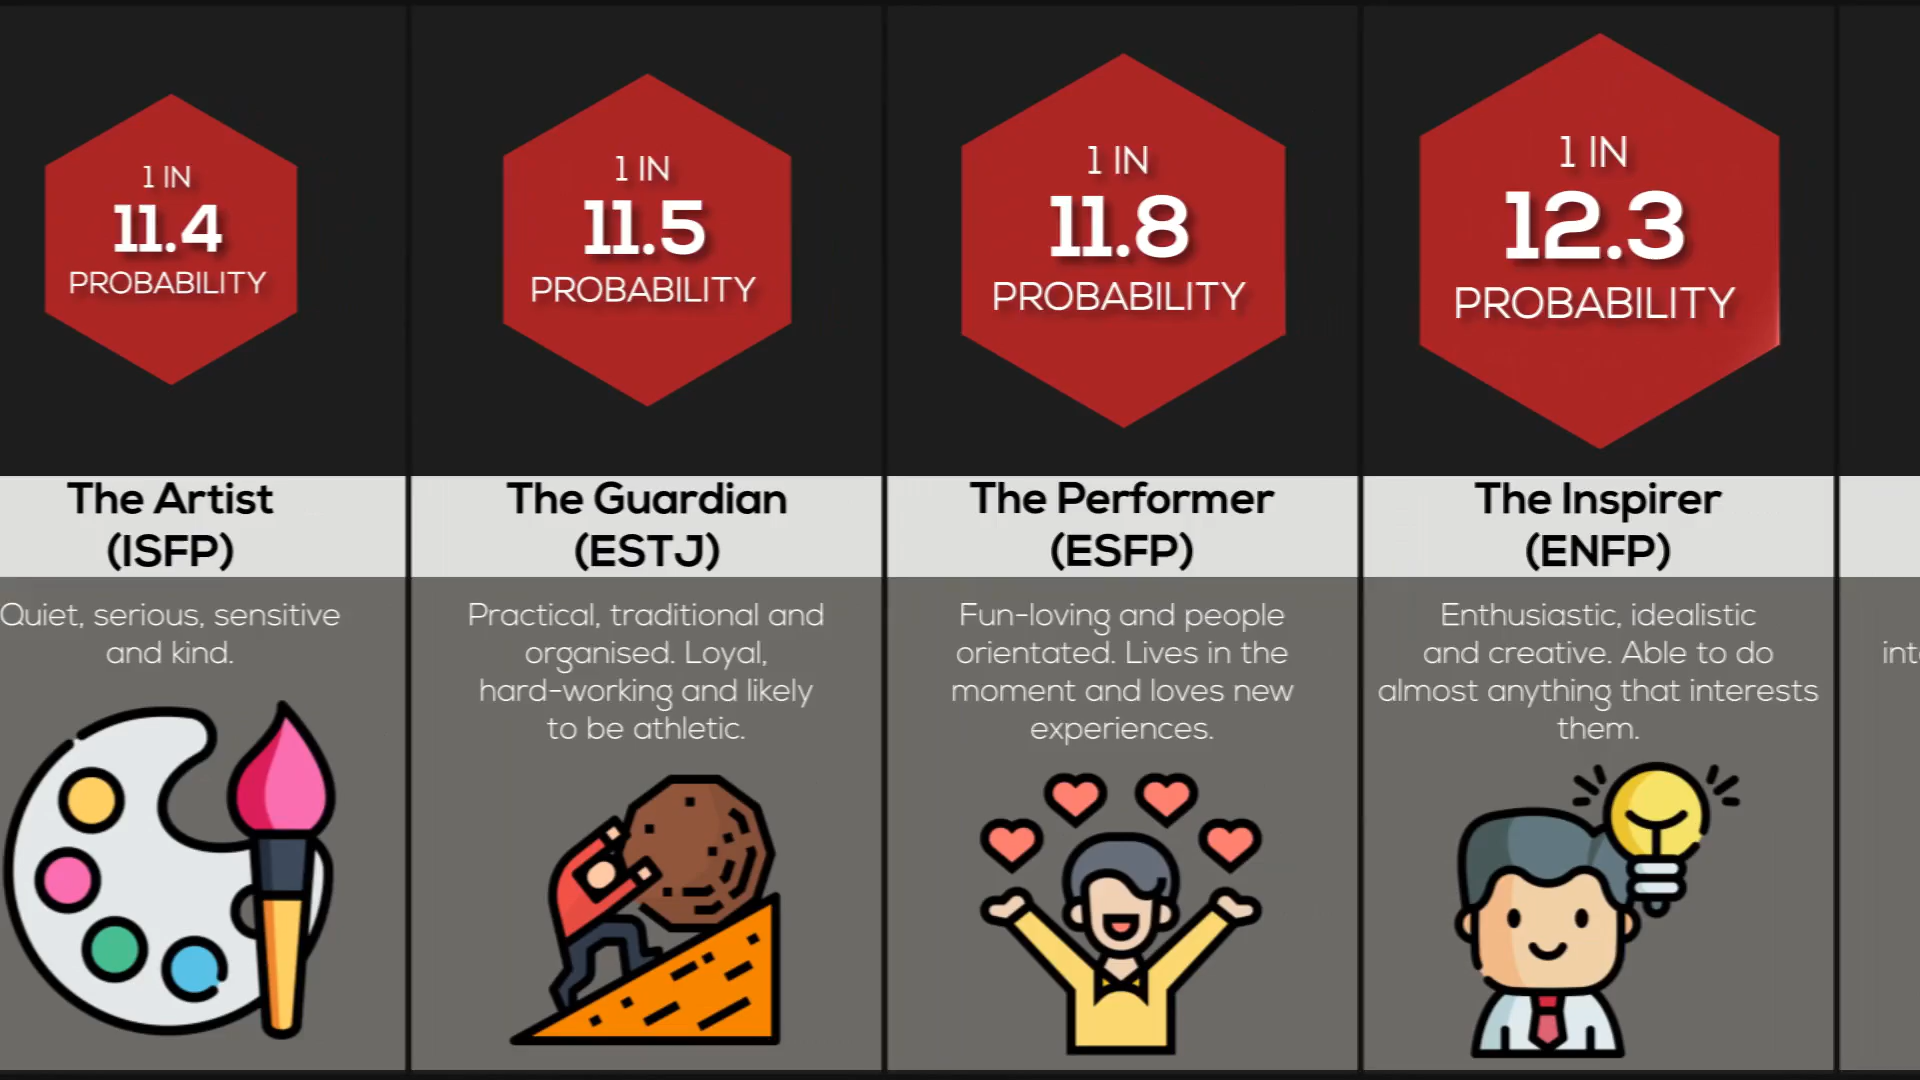 1 IN
11.4
PROBABILITY
The Artist
(ISFP)
Quiet, serious, sensitive
and kind.
1 IN
11.5
PROBABILITY
The Guardian
(ESTJ)
Practical, traditional and
organised. Loyal,
hard-working and likely
to be athletic.
1 IN
11.8
PROBABILITY
The Performer
(ESFP)
Fun-loving and people
orientated. Lives in the
moment and loves new
experiences.
1 IN
12.3
PROBABILITY
The Inspirer
(ENFP)
Enthusiastic, idealistic
and creative. Able to do
almost anything that interests
them.